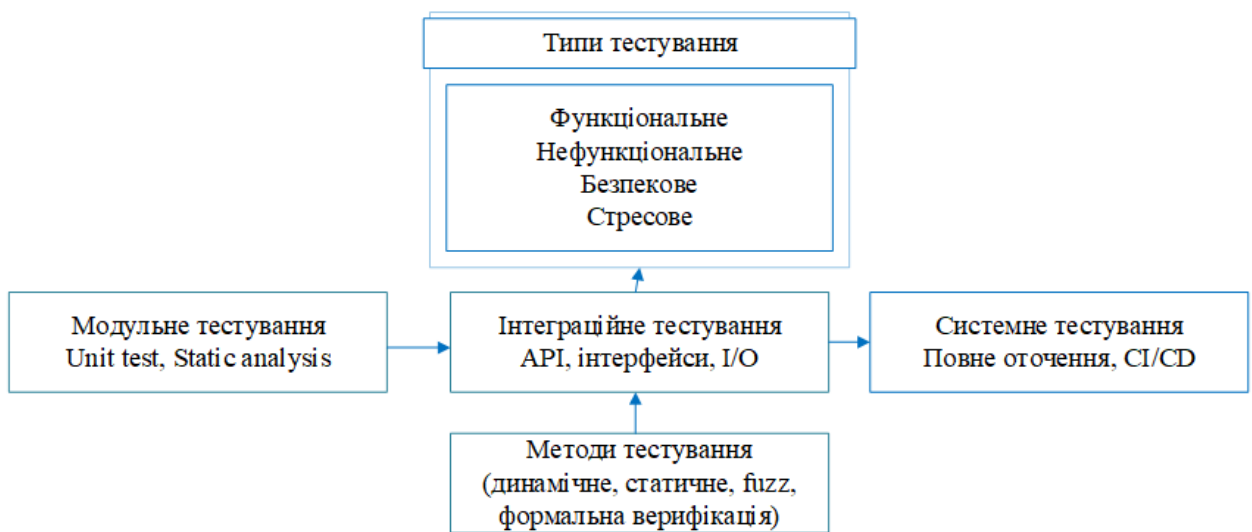 Типи тестування
Функціональне
Нефункціональне
Безпекове
Стресове
Модульне тестування
Unit test, Static analysis
Інтеграційне тестування
API, інтерфейси, I/O
Системне тестування
Повне оточення, CI/CD
Методи тестування
(динамічне, статичне, fuzz,
формальна верифікація)